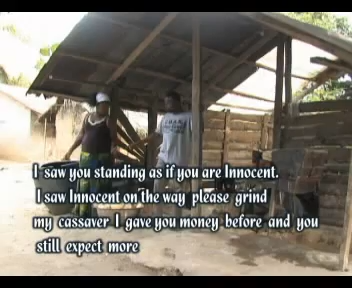 I saw you standing as if you are Innocent.
I saw Innocent on the way please grind
my cassaver I gave you money before and you
still expect more